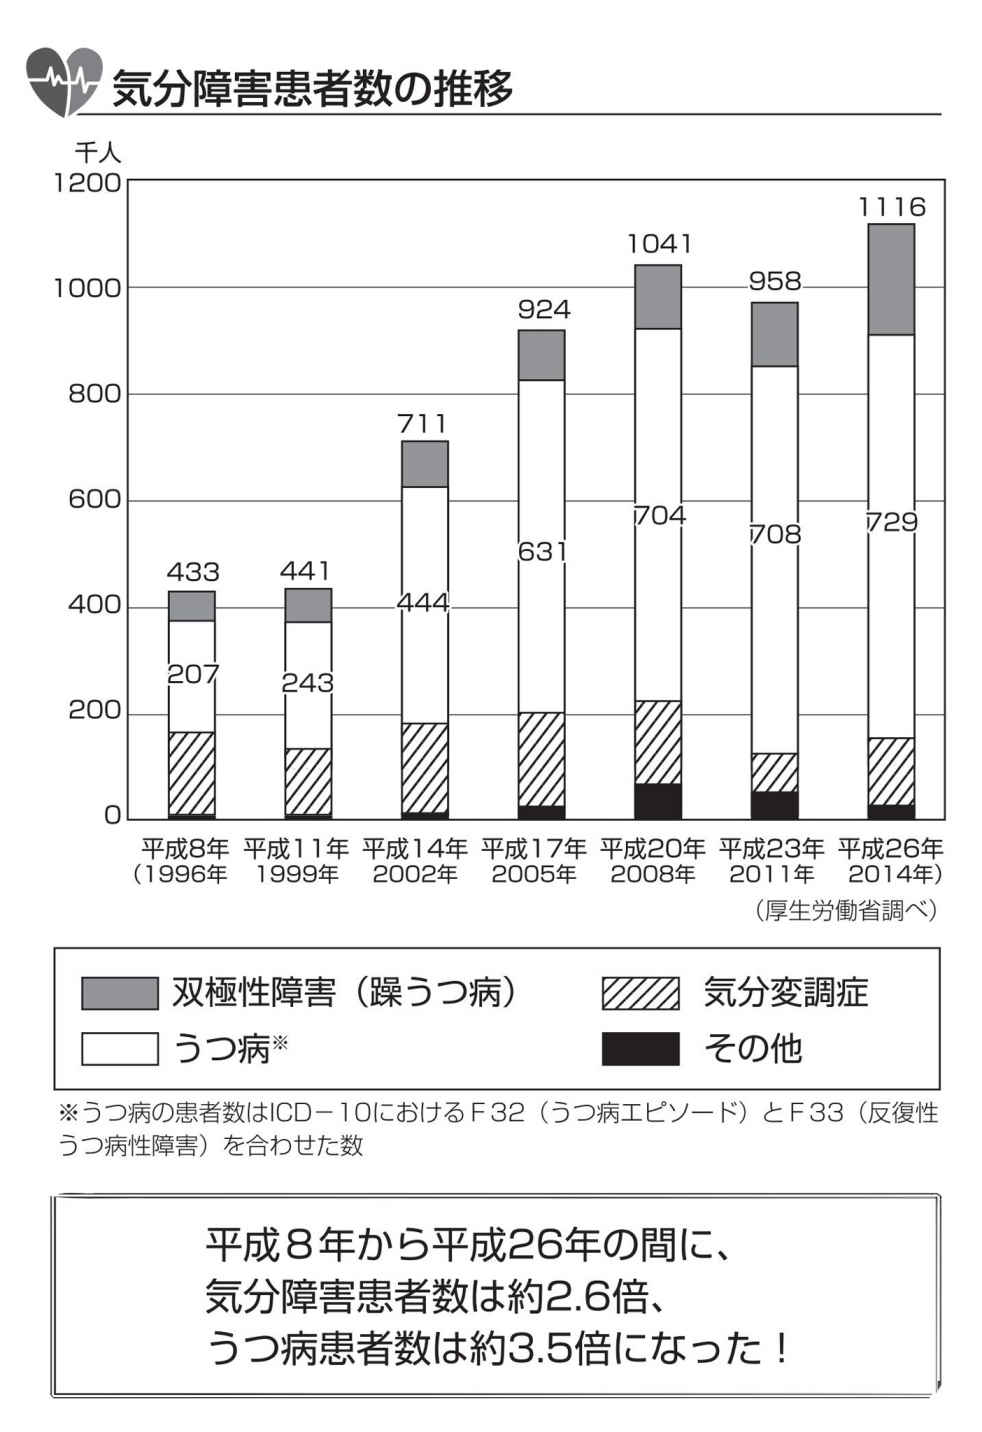 気分障害患者数の推移
千人
1200
1000
800
600
400
200
0
433
441
711
924
1041
958
1116
207
243
444
631
704
708
729
平成8年 平成11年 平成14年 平成17年 平成20年 平成23年 平成26年
（1996年 1999年 2002年 2005年 2008年 2011年 2014年）
（厚生労働省調べ）
双極性障害（躁うつ病） 気分変調症
うつ病※ その他
※うつ病の患者数はICD－10におけるＦ32（うつ病エピソード）とＦ33（反復性
うつ病性障害）を合わせた数
平成８年から平成26年の間に、
気分障害患者数は約2.6倍、
うつ病患者数は約3.5倍になった！